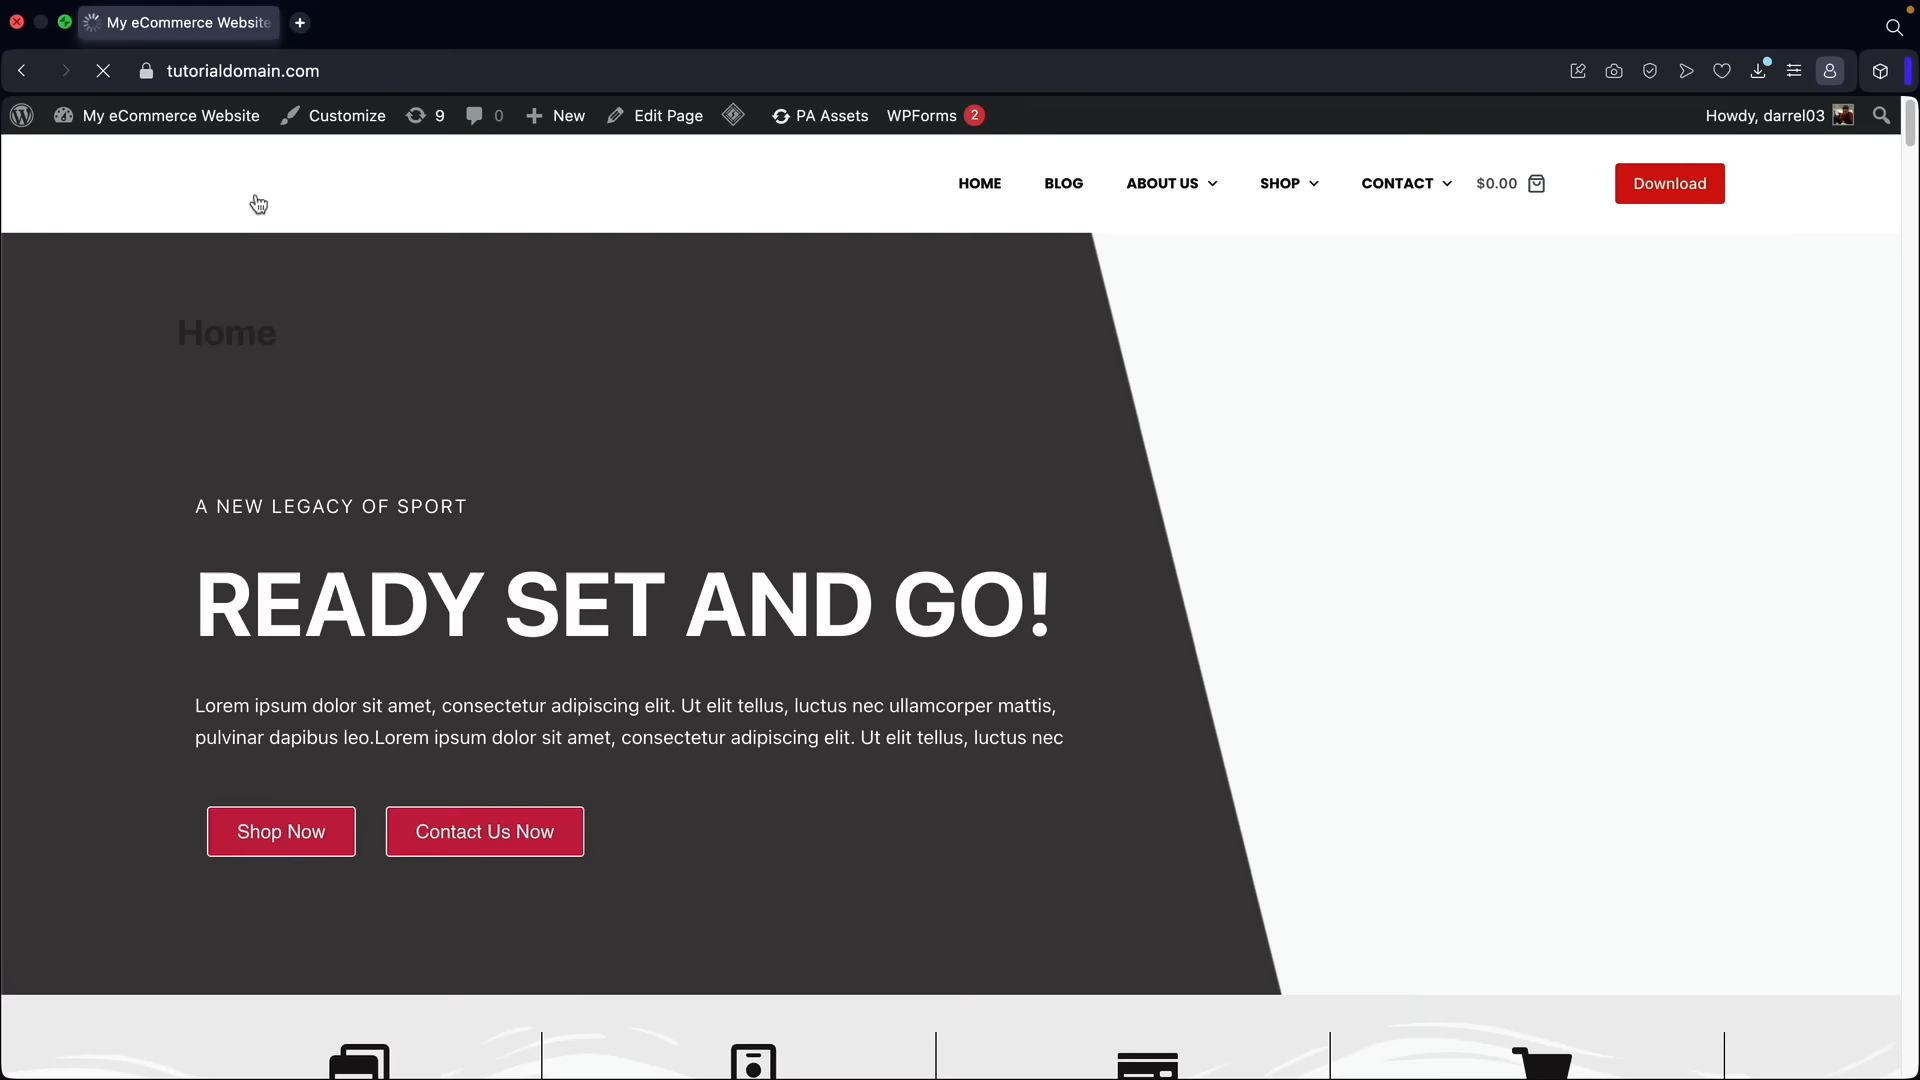 My eCommerce Website
tutorialdomain.com
My eCommerce Website Customize 9 0 New Edit Page PA Assets WPForms 2 Howdy, darrel03
HOME BLOG ABOUT US SHOP CONTACT $0.00 Download
Home
A NEW LEGACY OF SPORT
READY SET AND GO!
Lorem ipsum dolor sit amet, consectetur adipiscing elit. Ut elit tellus, luctus nec ullamcorper mattis,
pulvinar dapibus leo.Lorem ipsum dolor sit amet, consectetur adipiscing elit. Ut elit tellus, luctus nec
Shop Now Contact Us Now